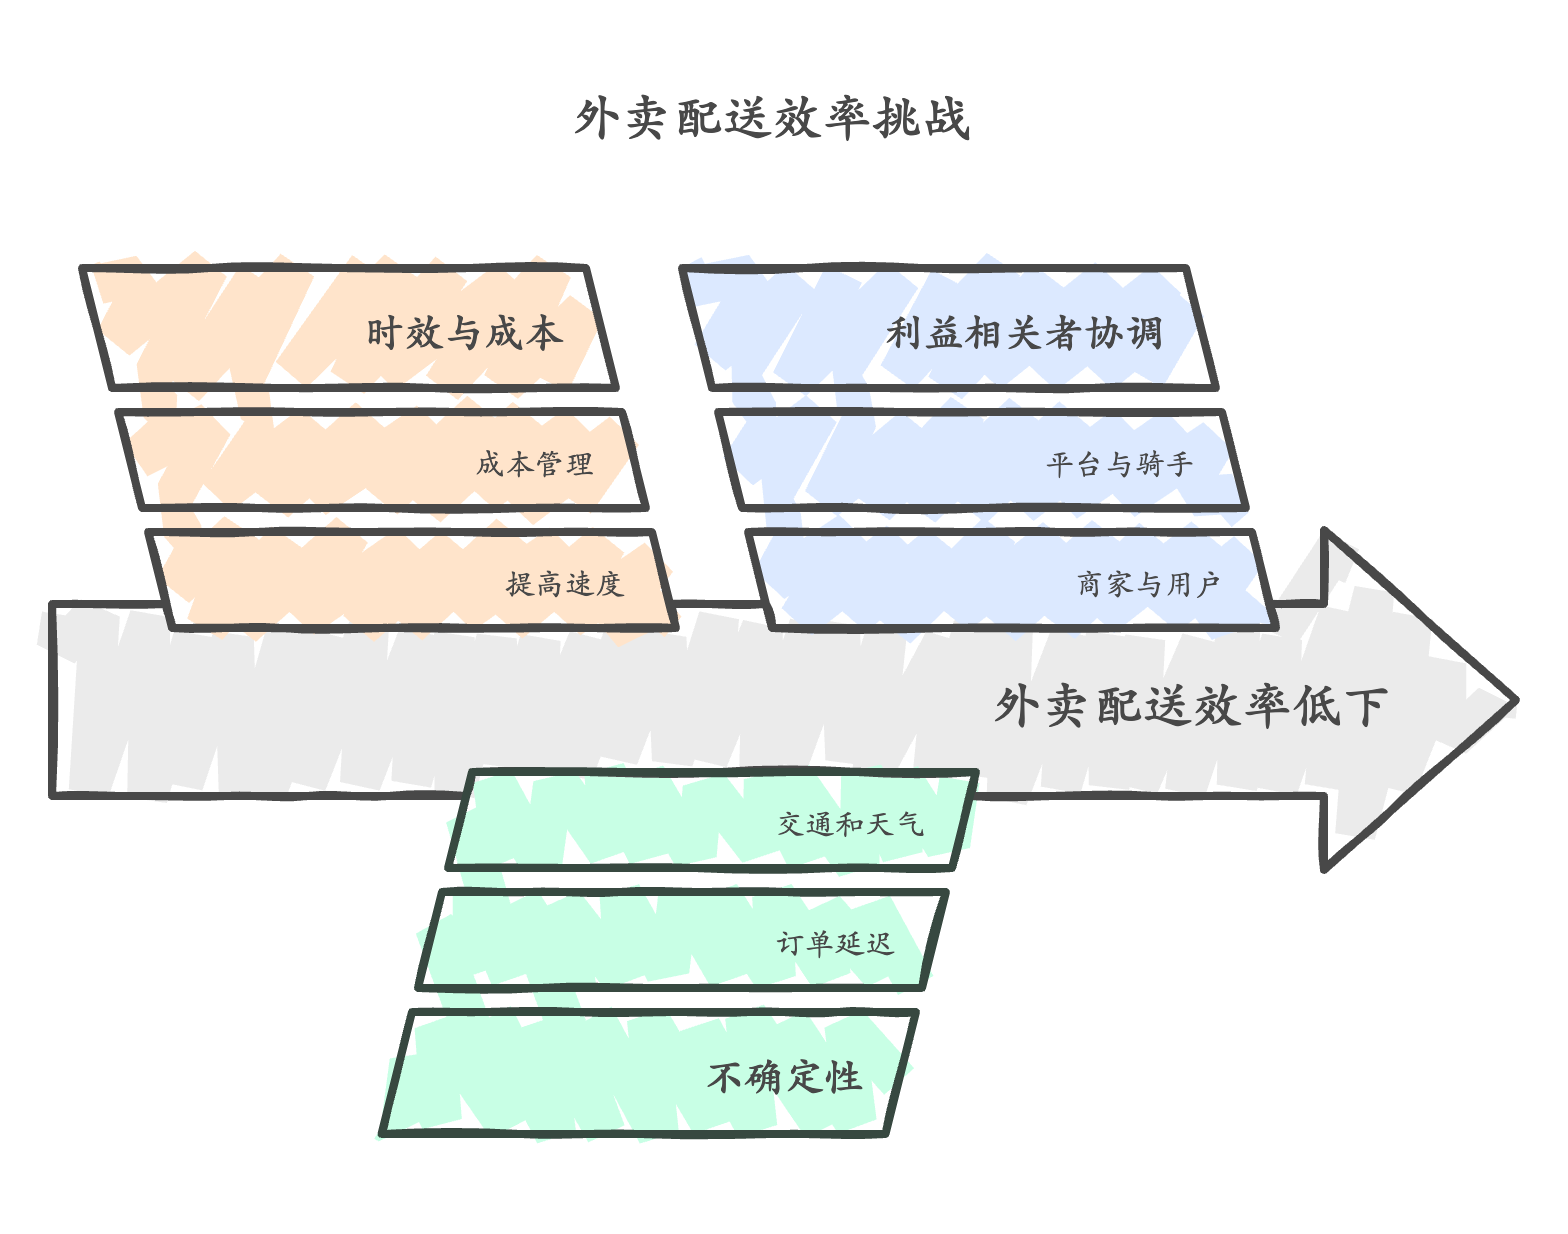 外卖配送效率挑战
时效与成本
成本管理
提高速度
利益相关者协调
平台与骑手
商家与用户
外卖配送效率低下
交通和天气
订单延迟
不确定性